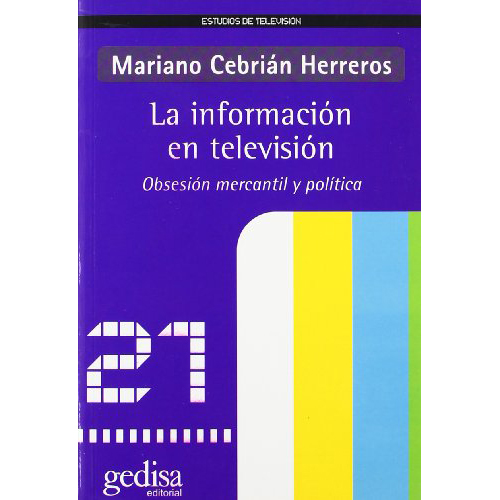 ESTUDIOS DE TELEVISIÓN
Mariano Cebrián Herreros
La información
en televisión
Obsesión mercantil y política
21
gedisa
editorial